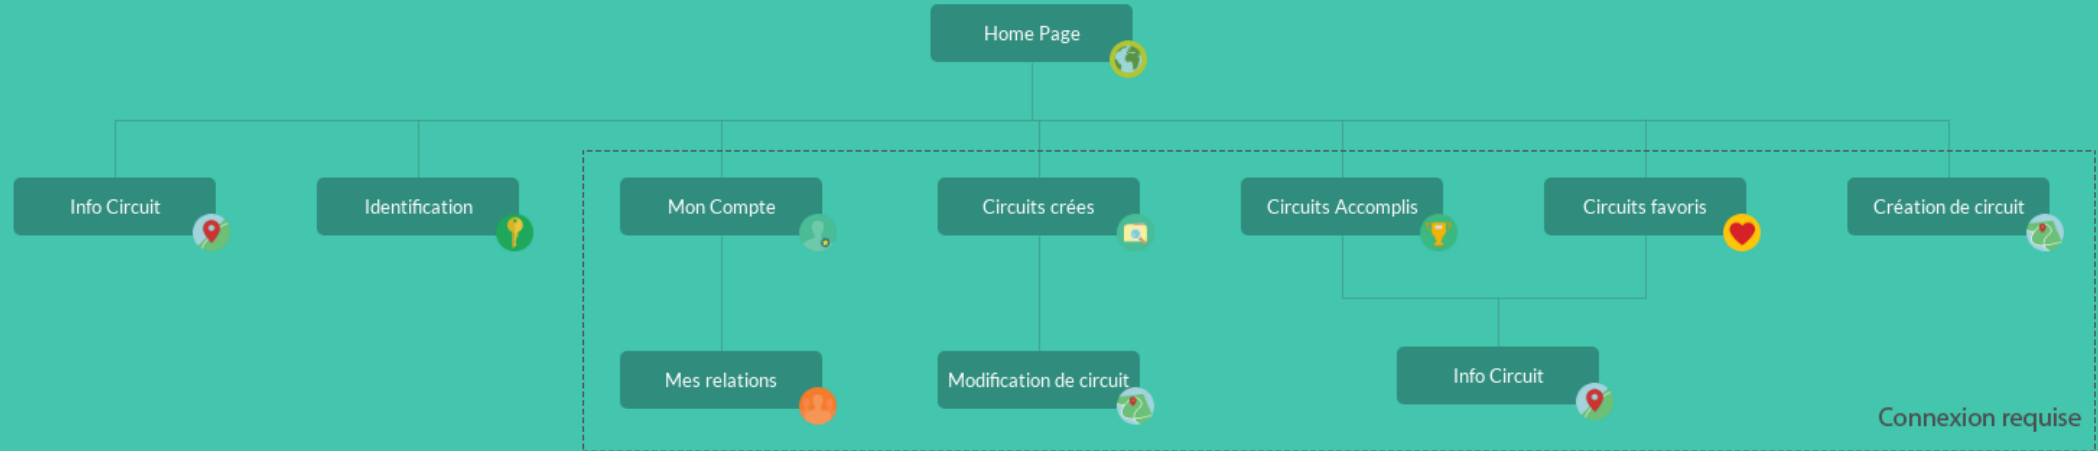 Home Page
Info Circuit
Identification
Mon Compte
Circuits crées
Circuits Accomplis
Circuits favoris
Création de circuit
Mes relations
Modification de circuit
Info Circuit
Connexion requise